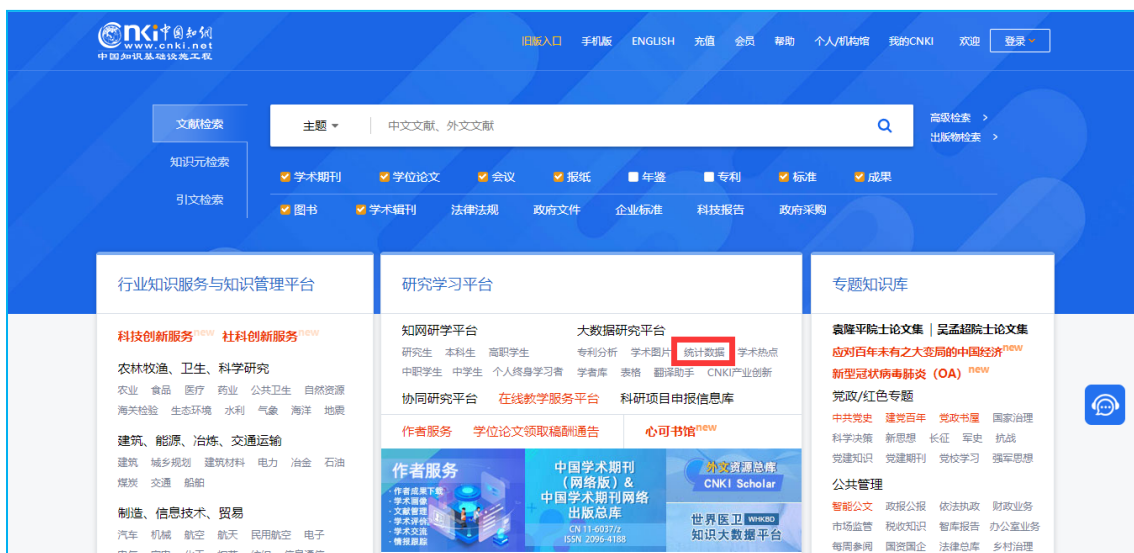 Cnki 中国知网
www.cnki.net
中国知识基础设施工程
旧版入口 手机版 ENGLISH 充值 会员 帮助 个人/机构馆 我的CNKI 欢迎 登录
文献检索
主题
中文文献、外文文献
高级检索 >
出版物检索 >
知识元检索
引文检索
学术期刊 学位论文 会议 报纸 年鉴 专利 标准 成果
图书 学术辑刊 法律法规 政府文件 企业标准 科技报告 政府采购
行业知识服务与知识管理平台
科技创新服务new 社科创新服务new
农林牧渔、卫生、科学研究
农业 食品 医疗 药业 公共卫生 自然资源
海关检验 生态环境 水利 气象 海洋 地震
建筑、能源、冶炼、交通运输
建筑 城乡规划 建筑材料 电力 冶金 石油
煤炭 交通 船舶
制造、信息技术、贸易
汽车 机械 航空 航天 民用航空 电子
研究学习平台
知网研学平台
研究生 本科生 高职学生
中职学生 中学生 个人终身学习者
大数据研究平台
专利分析 学术图片 统计数据 学术热点
学者库 表格 翻译助手 CNKI产业创新
协同研究平台 在线教学服务平台 科研项目申报信息库
作者服务 学位论文领取稿酬通告 心可书馆new
作者服务
·作者成果下载
·学术画像
·文献管理
·学术评价
·学术交流
·情报跟踪
中国学术期刊
(网络版)&
中国学术期刊网络
出版总库
CN 11-6037/z
ISSN 2096-4188
外文资源总库
CNKI Scholar
世界医卫 WHKBD
知识大数据平台
专题知识库
袁隆平院士论文集 | 吴孟超院士论文集
应对百年未有之大变局的中国经济new
新型冠状病毒肺炎(OA) new
党政/红色专题
中共党史 建党百年 党政书屋 国家治理
科学决策 新思想 长征 军史 抗战
党建知识 党建期刊 党校学习 强军思想
公共管理
智能公文 政报公报 依法执政 财政业务
市场监管 税收知识 智库报告 办公室业务
每周参阅 国资国企 法律总库 乡村治理